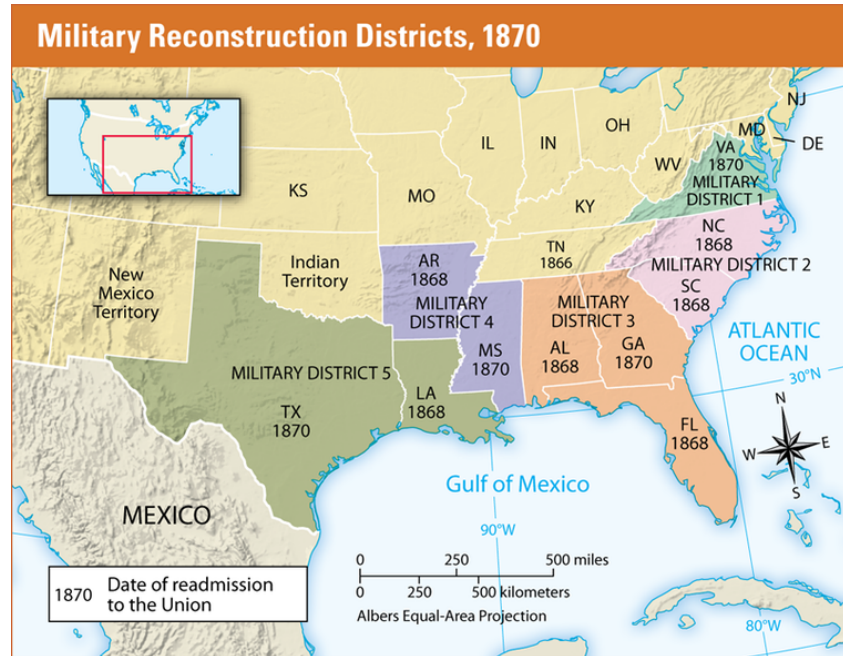 Military Reconstruction Districts, 1870
NJ
OH
MD
IL
IN
DE
VA
1870
WV
MILITARY
DISTRICT 1
KS
MO
KY
NC
1868
TN
1866
AR
1868
Indian
Territory
MILITARY DISTRICT 2
New
Mexico
Territory
SC
1868
MILITARY
DISTRICT 4
MILITARY
DISTRICT 3
ATLANTIC
OCEAN
MS
1870
AL
1868
GA
1870
30°N
MILITARY DISTRICT 5
LA
1868
TX
1870
FL
1868
N
W
E
S
Gulf of Mexico
MEXICO
90°W
0 250 500 miles
0 250 500 kilometers
Albers Equal-Area Projection
1870 Date of readmission
to the Union
80°W